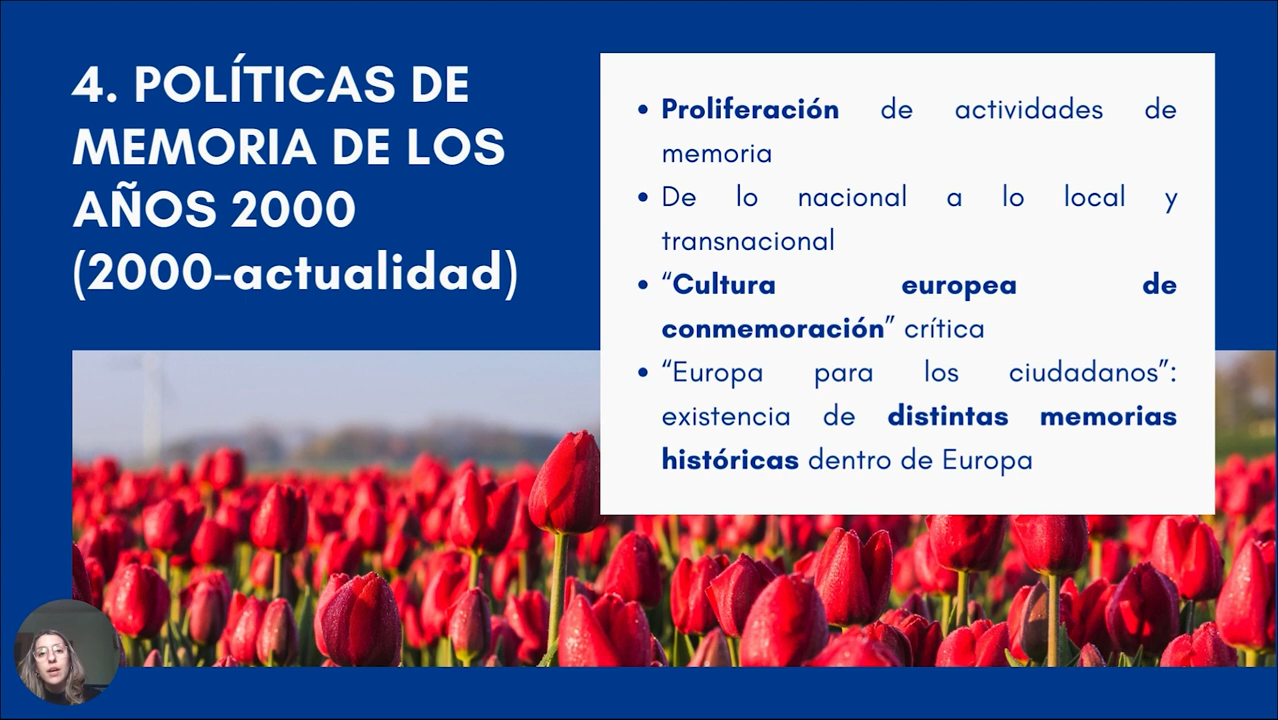 4. POLÍTICAS DE
MEMORIA DE LOS
AÑOS 2000
(2000-actualidad)
• Proliferación de actividades de
memoria
• De lo nacional a lo local y
transnacional
• “Cultura europea de
conmemoración” crítica
• “Europa para los ciudadanos”:
existencia de distintas memorias
históricas dentro de Europa